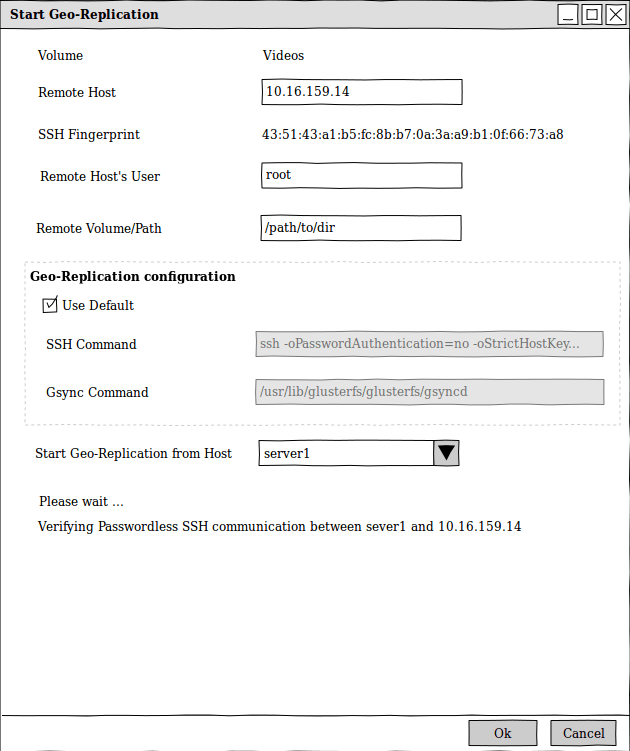 Start Geo-Replication
Volume Videos
Remote Host 10.16.159.14
SSH Fingerprint 43:51:43:a1:b5:fc:8b:b7:0a:3a:a9:b1:0f:66:73:a8
Remote Host's User root
Remote Volume/Path /path/to/dir
Geo-Replication configuration
Use Default
SSH Command ssh -oPasswordAuthentication=no -oStrictHostKey...
Gsync Command /usr/lib/glusterfs/glusterfs/gsyncd
Start Geo-Replication from Host server1
Please wait ...
Verifying Passwordless SSH communication between sever1 and 10.16.159.14
Ok Cancel